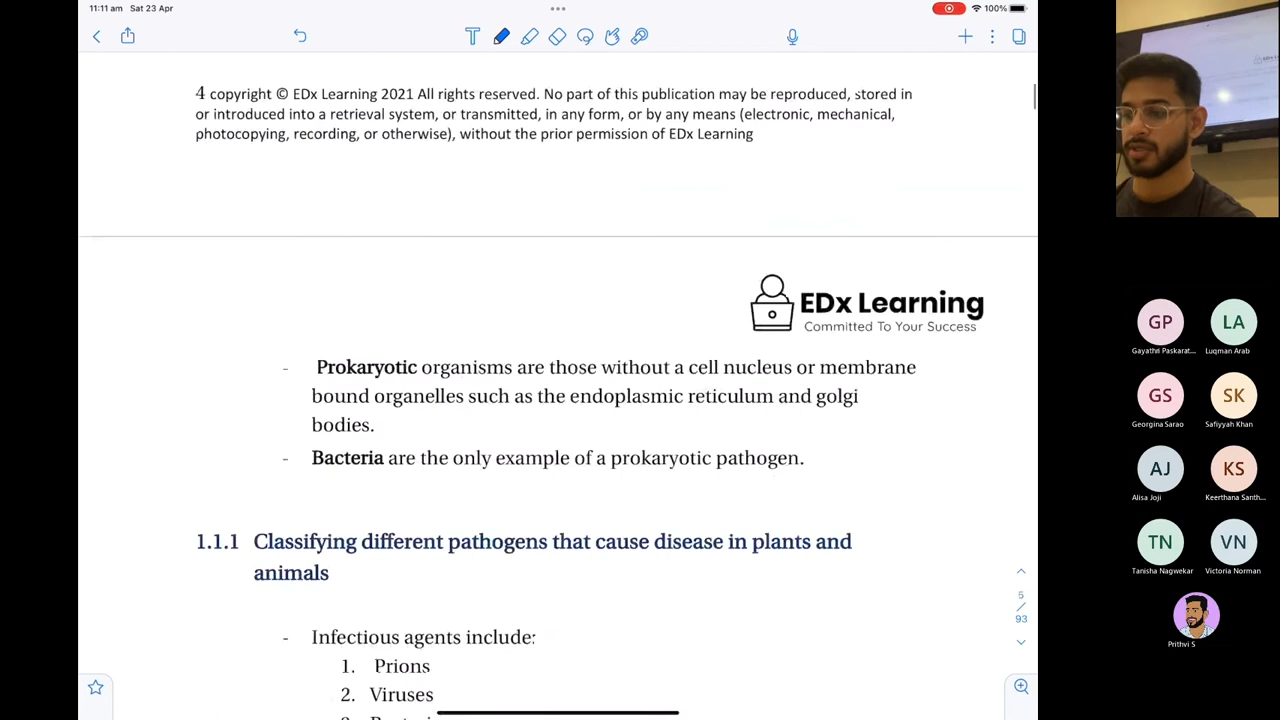 11:11 am Sat 23 Apr
100%
4 copyright © EDx Learning 2021 All rights reserved. No part of this publication may be reproduced, stored in
or introduced into a retrieval system, or transmitted, in any form, or by any means (electronic, mechanical,
photocopying, recording, or otherwise), without the prior permission of EDx Learning
EDx Learning
Committed To Your Success
- Prokaryotic organisms are those without a cell nucleus or membrane
bound organelles such as the endoplasmic reticulum and golgi
bodies.
- Bacteria are the only example of a prokaryotic pathogen.
1.1.1 Classifying different pathogens that cause disease in plants and
animals
- Infectious agents include:
1. Prions
2. Viruses
5
/
93
GP
Gayathri Paskarat...
LA
Luqman Arab
GS
Georgina Sarao
SK
Safiyyah Khan
AJ
Alisa Joji
KS
Keerthana Santh...
TN
Tanisha Nagwekar
VN
Victoria Norman
Prithvi S